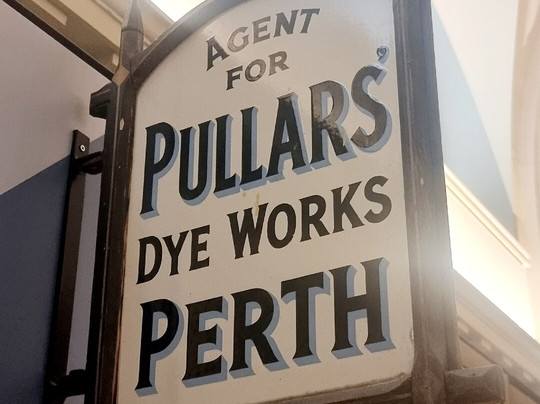 AGENT
FOR
PULLARS'
DYE WORKS
PERTH